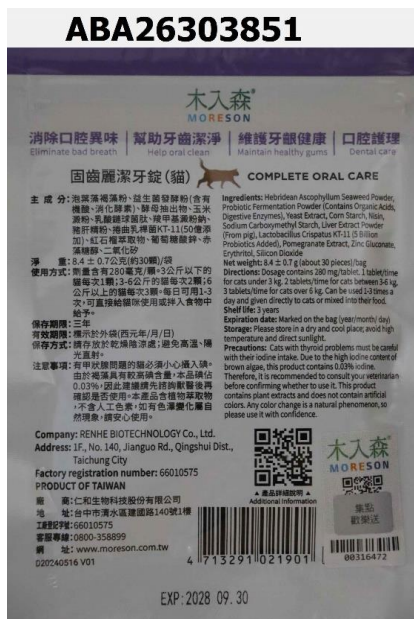 ABA26303851
木入森®
MORESON
消除口腔異味 | 幫助牙齒潔淨 | 維護牙齦健康 | 口腔護理
Eliminate bad breath | Help oral clean | Maintain healthy gums | Dental care
固齒麗潔牙錠(貓) COMPLETE ORAL CARE
主 成 分:泡葉藻褐藻粉、益生菌發酵粉(含有
機酸、消化酵素)、酵母抽出物、玉米
澱粉、乳酸鏈球菌肽、羧甲基澱粉鈉、
豬肝精粉、捲曲乳桿菌KT-11(50億添
加)、紅石榴萃取物、葡萄糖酸鋅、赤
藻糖醇、二氧化矽
淨 重:8.4 ± 0.7公克(約30顆)/袋
使用方式:劑量含有280毫克/顆。3公斤以下的
貓每次1顆;3-6公斤的貓每次2顆;6
公斤以上的貓每次3顆。每日可用1-3
次,可直接給貓咪使用或拌入食物中
給予。
保存期限:三年
有效期限:標示於外袋(西元年/月/日)
保存方式:請存放於乾燥陰涼處;避免高溫、陽
光直射。
注意事項:有甲狀腺問題的貓必須小心攝入碘。
由於褐藻具有較高碘含量,本品碘佔
0.03%,因此建議請先諮詢獸醫後再
確認是否使用。本產品含植物萃取物
,不含人工色素,如有色澤變化屬自
然現象,請安心使用。
Ingredients: Hebridean Ascophyllum Seaweed Powder,
Probiotic Fermentation Powder (Contains Organic Acids,
Digestive Enzymes), Yeast Extract, Corn Starch, Nisin,
Sodium Carboxymethyl Starch, Liver Extract Powder
(From pig), Lactobacillus Crispatus KT-11 (5 Billion
Probiotics Added), Pomegranate Extract, Zinc Gluconate,
Erythritol, Silicon Dioxide
Net weight: 8.4 ± 0.7 g (about 30 pieces)/bag
Directions: Dosage contains 280 mg/tablet. 1 tablet/time
for cats under 3 kg. 2 tablets/time for cats between 3-6 kg.
3 tablets/time for cats over 6 kg. Can be used 1-3 times a
day and given directly to cats or mixed into their food.
Shelf life: 3 years
Expiration date: Marked on the bag (year/month/ day)
Storage: Please store in a dry and cool place; avoid high
temperature and direct sunlight.
Precautions: Cats with thyroid problems must be careful
with their iodine intake. Due to the high iodine content of
brown algae, this product contains 0.03% iodine.
Therefore, it is recommended to consult your veterinarian
before confirming whether to use it. This product
contains plant extracts and does not contain artificial
colors. Any color change is a natural phenomenon, so
please use it with confidence.
Company: RENHE BIOTECHNOLOGY Co., Ltd.
Address: 1F., No. 140, Jianguo Rd., Qingshui Dist.,
Taichung City
Factory registration number: 66010575
PRODUCT OF TAIWAN
廠 商:仁和生物科技股份有限公司
地 址:台中市清水區建國路140號1樓
工廠登記字號:66010575
客服專線:0800-358899
網 址:www.moreson.com.tw
D20240516 V01
▲ 產品詳細說明 ▲
Additional Information
4 713291 021901
木入森®
MORESON
集點
歡樂送
00316472
EXP: 2028 09. 30